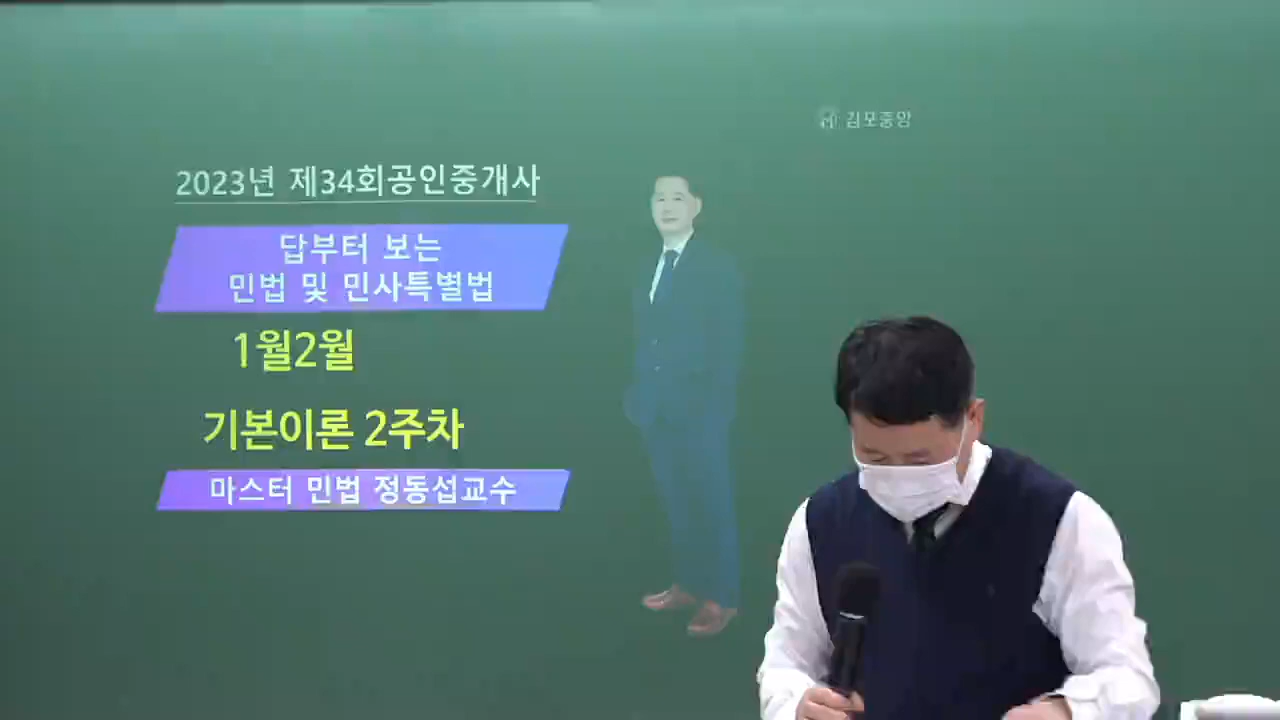 김포중앙
2023년 제34회공인중개사
답부터 보는
민법 및 민사특별법
1월2월
기본이론 2주차
마스터 민법 정동섭교수